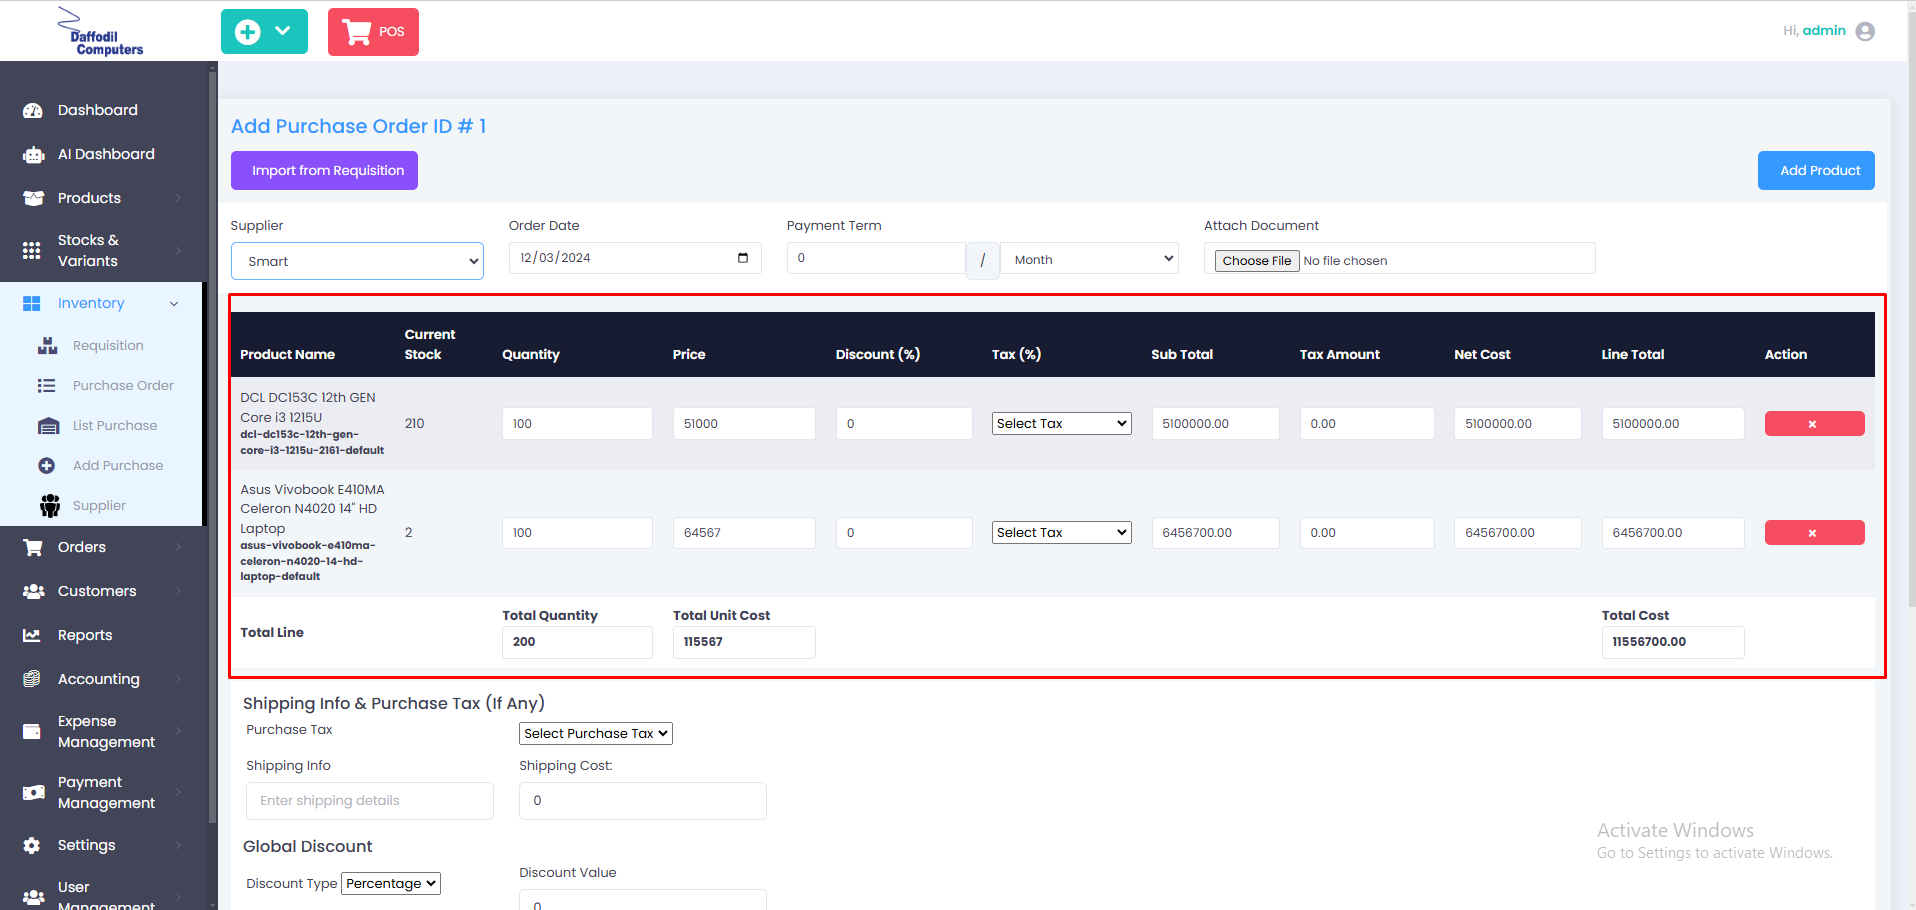 Daffodil
Computers
POS
Hi, admin
Dashboard
AI Dashboard
Products
Stocks &
Variants
Inventory
Requisition
Purchase Order
List Purchase
Add Purchase
Supplier
Orders
Customers
Reports
Accounting
Expense
Management
Payment
Management
Settings
User
Management
Add Purchase Order ID # 1
Import from Requisition
Add Product
Supplier Order Date Payment Term Attach Document
Smart 12/03/2024 0 / Month Choose File No file chosen
Product Name Current Stock Quantity Price Discount (%) Tax (%) Sub Total Tax Amount Net Cost Line Total Action
DCL DC153C 12th GEN
Core i3 1215U
dcl-dc153c-12th-gen-
core-i3-1215u-2161-default
210 100 51000 0 Select Tax 5100000.00 0.00 5100000.00 5100000.00 ×
Asus Vivobook E410MA
Celeron N4020 14" HD
Laptop
asus-vivobook-e410ma-
celeron-n4020-14-hd-
laptop-default
2 100 64567 0 Select Tax 6456700.00 0.00 6456700.00 6456700.00 ×
Total Quantity Total Unit Cost Total Cost
Total Line 200 115567 11556700.00
Shipping Info & Purchase Tax (If Any)
Purchase Tax Select Purchase Tax
Shipping Info Shipping Cost:
Enter shipping details 0
Global Discount
Discount Type Percentage Discount Value
0
Activate Windows
Go to Settings to activate Windows.